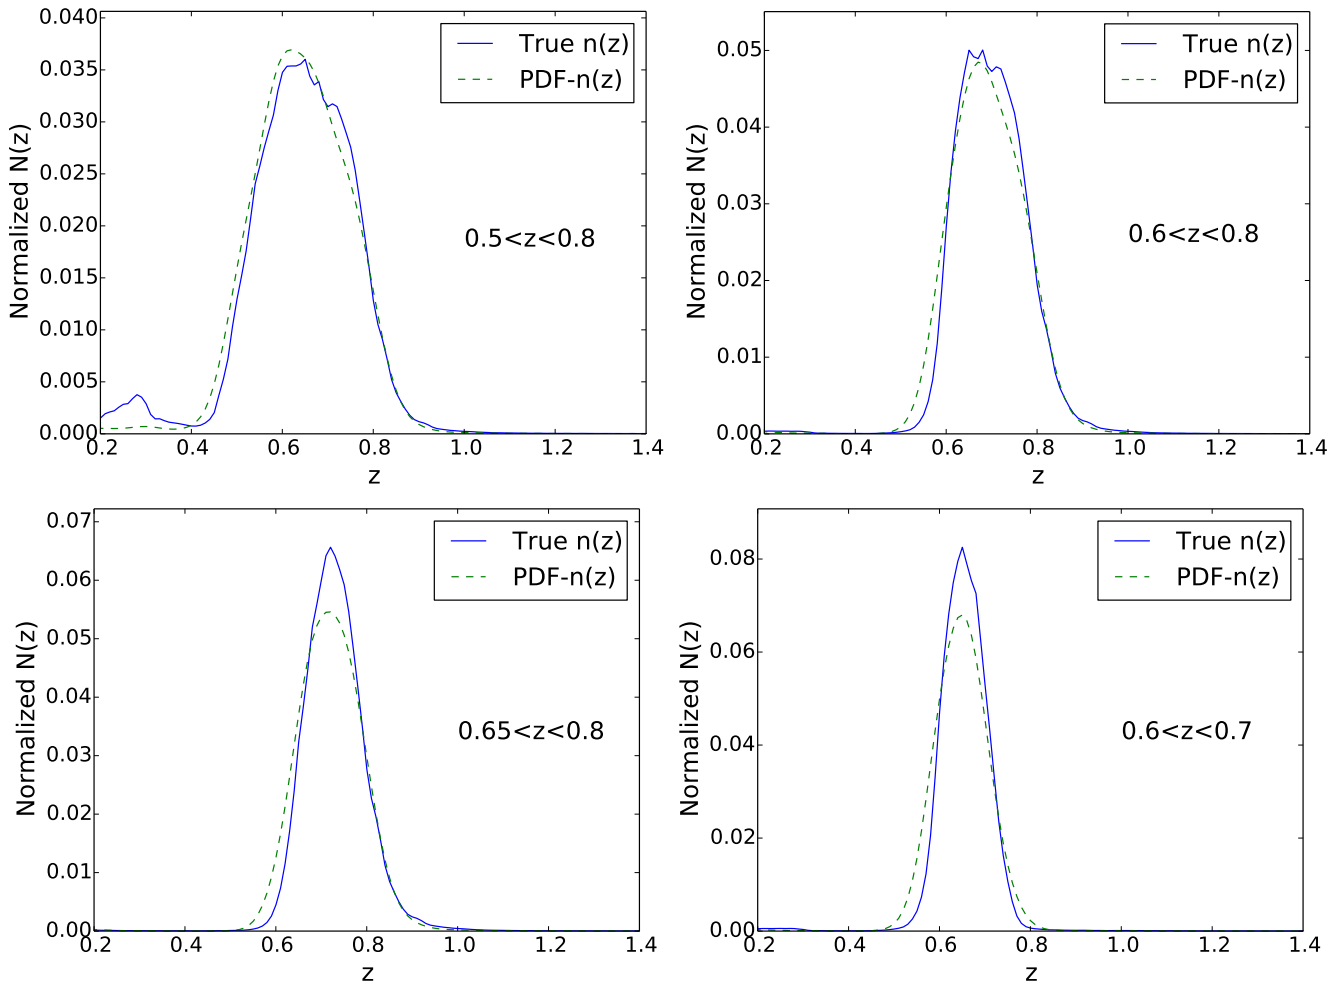 0.040
0.035
0.030
0.025
0.020
0.015
0.010
0.005
0.000
Normalized N(z)
True n(z)
PDF-n(z)
0.5<z<0.8
0.2 0.4 0.6 0.8 1.0 1.2 1.4
z
0.05
0.04
0.03
0.02
0.01
0.00
Normalized N(z)
True n(z)
PDF-n(z)
0.6<z<0.8
0.2 0.4 0.6 0.8 1.0 1.2 1.4
z
0.07
0.06
0.05
0.04
0.03
0.02
0.01
0.00
Normalized N(z)
True n(z)
PDF-n(z)
0.65<z<0.8
0.2 0.4 0.6 0.8 1.0 1.2 1.4
z
0.08
0.06
0.04
0.02
0.00
Normalized N(z)
True n(z)
PDF-n(z)
0.6<z<0.7
0.2 0.4 0.6 0.8 1.0 1.2 1.4
z